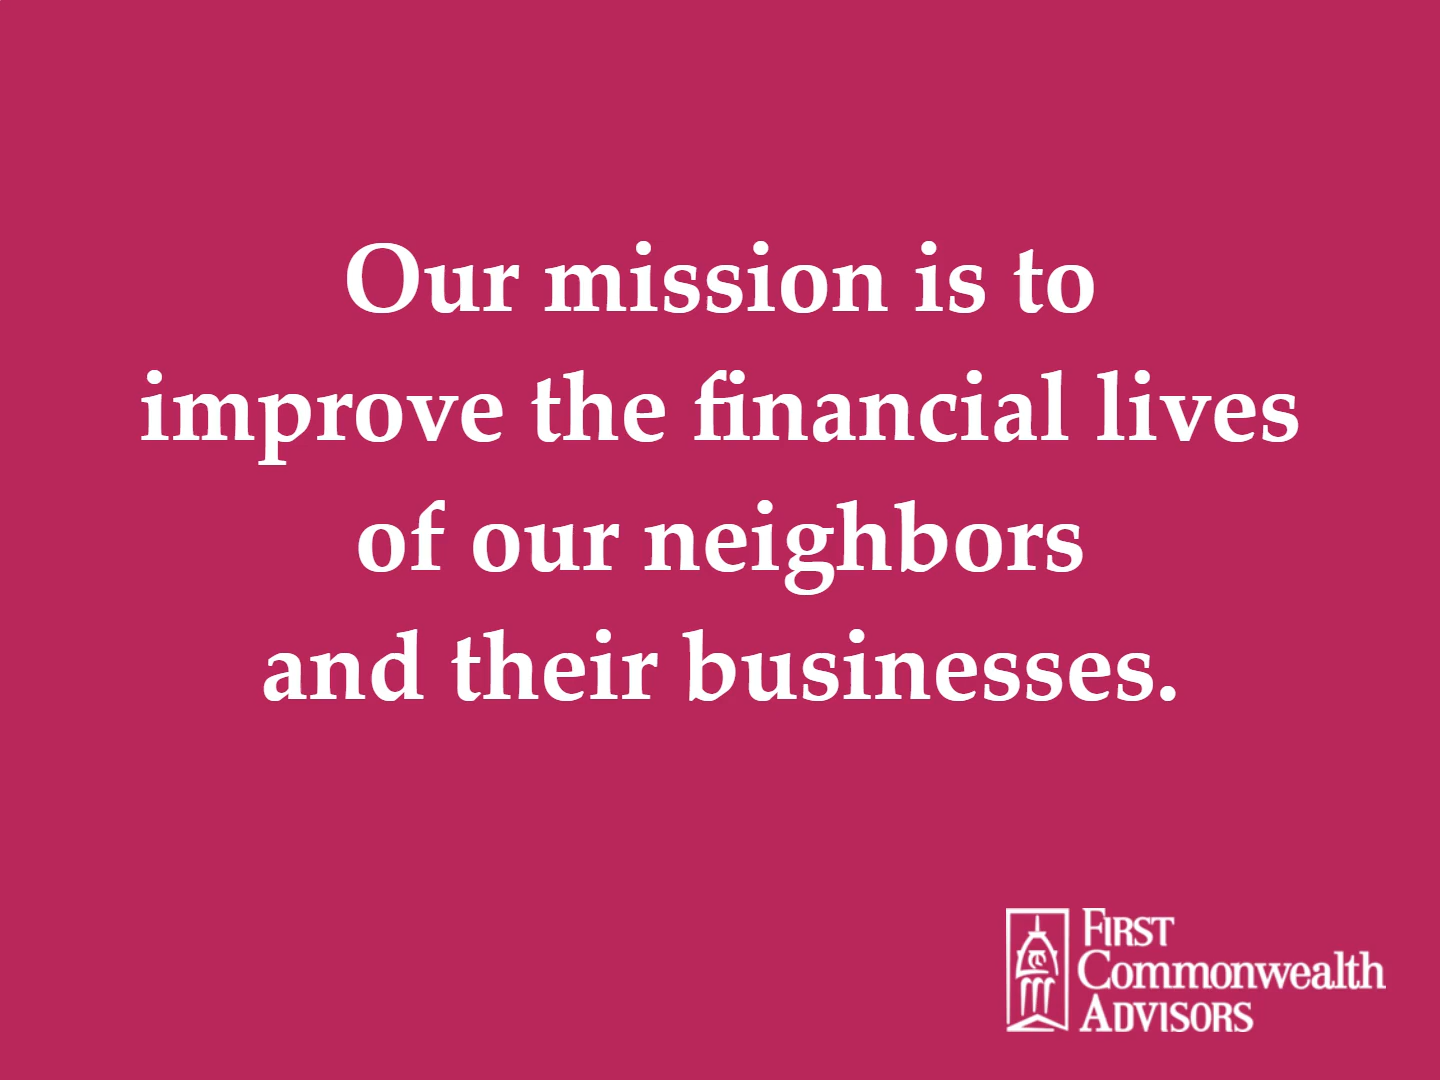 Our mission is to
improve the financial lives
of our neighbors
and their businesses.
First
Commonwealth
Advisors